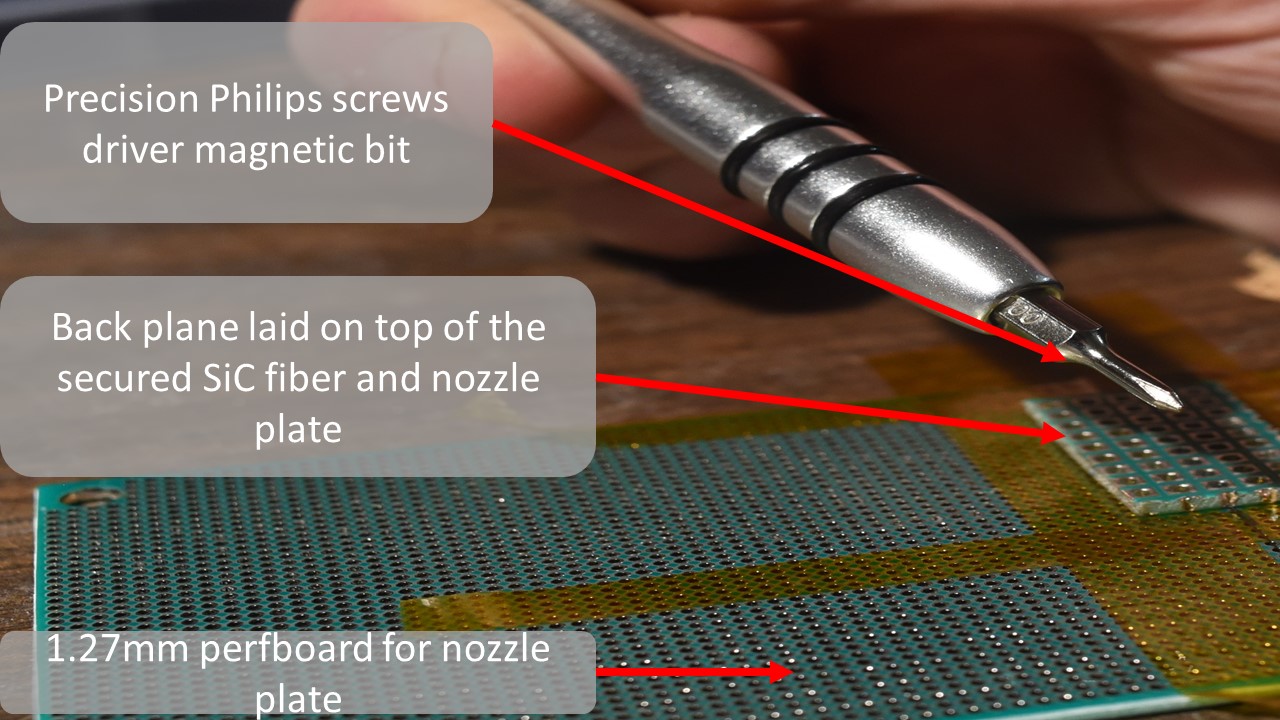 Precision Philips screws
driver magnetic bit
Back plane laid on top of the
secured SiC fiber and nozzle
plate
1.27mm perfboard for nozzle
plate